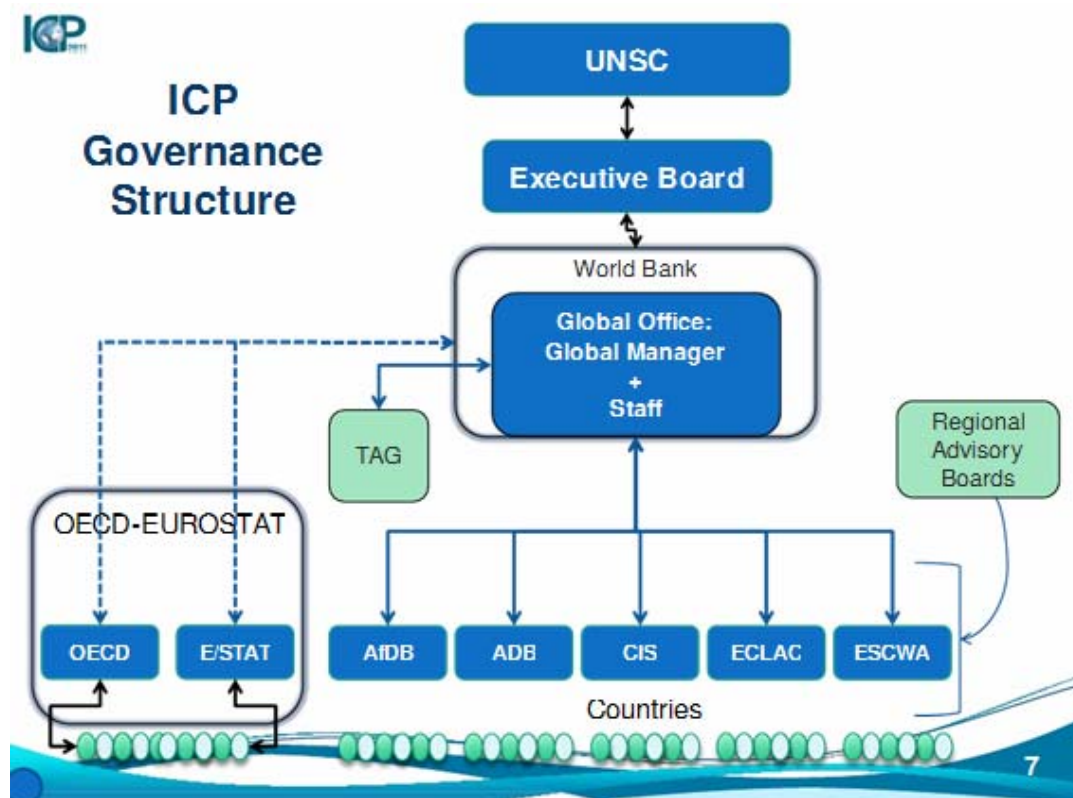 ICP
2011
UNSC
ICP
Governance
Structure
Executive Board
World Bank
Global Office:
Global Manager
+
Staff
TAG
Regional
Advisory
Boards
OECD-EUROSTAT
OECD
E/STAT
AfDB
ADB
CIS
ECLAC
ESCWA
Countries
7